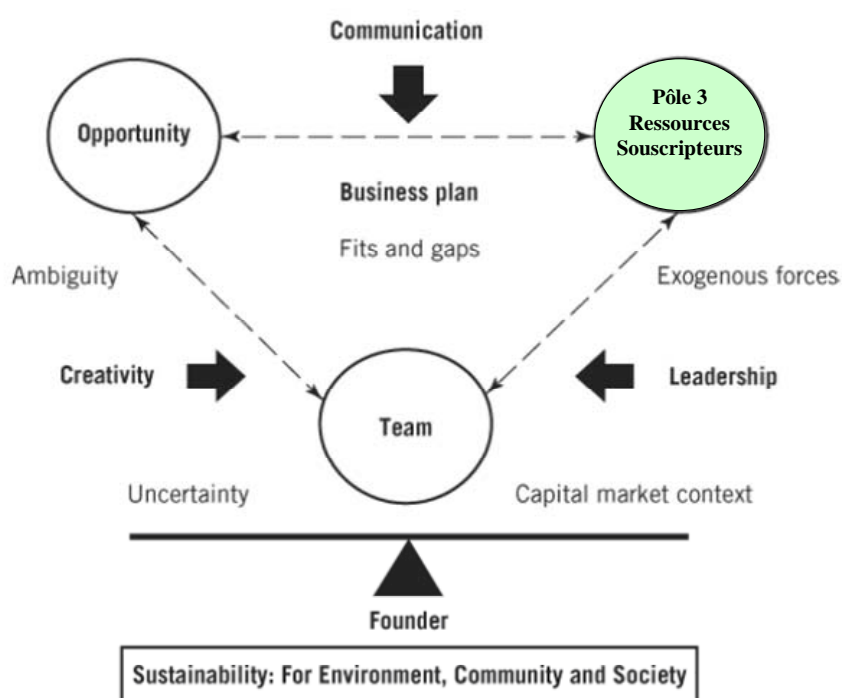 Communication
Opportunity
Pôle 3
Ressources
Souscripteurs
Business plan
Fits and gaps
Ambiguity
Exogenous forces
Creativity
Leadership
Team
Uncertainty
Capital market context
Founder
Sustainability: For Environment, Community and Society